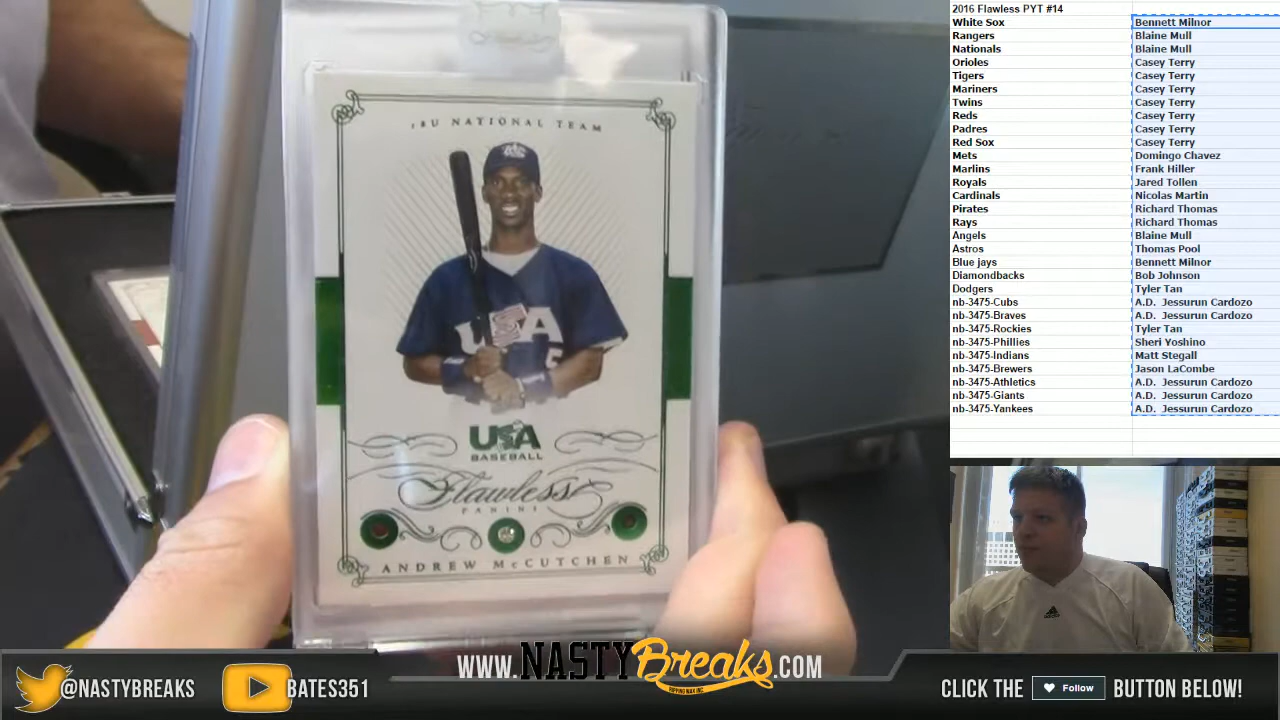 18U NATIONAL TEAM
USA
USA
BASEBALL
Flawless
PANINI
ANDREW McCUTCHEN
2016 Flawless PYT #14
White Sox Bennett Milnor
Rangers Blaine Mull
Nationals Blaine Mull
Orioles Casey Terry
Tigers Casey Terry
Mariners Casey Terry
Twins Casey Terry
Reds Casey Terry
Padres Casey Terry
Red Sox Casey Terry
Mets Domingo Chavez
Marlins Frank Hiller
Royals Jared Tollen
Cardinals Nicolas Martin
Pirates Richard Thomas
Rays Richard Thomas
Angels Blaine Mull
Astros Thomas Pool
Blue jays Bennett Milnor
Diamondbacks Bob Johnson
Dodgers Tyler Tan
nb-3475-Cubs A.D. Jessurun Cardozo
nb-3475-Braves A.D. Jessurun Cardozo
nb-3475-Rockies Tyler Tan
nb-3475-Phillies Sheri Yoshino
nb-3475-Indians Matt Stegall
nb-3475-Brewers Jason LaCombe
nb-3475-Athletics A.D. Jessurun Cardozo
nb-3475-Giants A.D. Jessurun Cardozo
nb-3475-Yankees A.D. Jessurun Cardozo
@NASTYBREAKS
BATES351
WWW.NASTYBreaks.COM
RIPPING WAX INC.
CLICK THE Follow BUTTON BELOW!